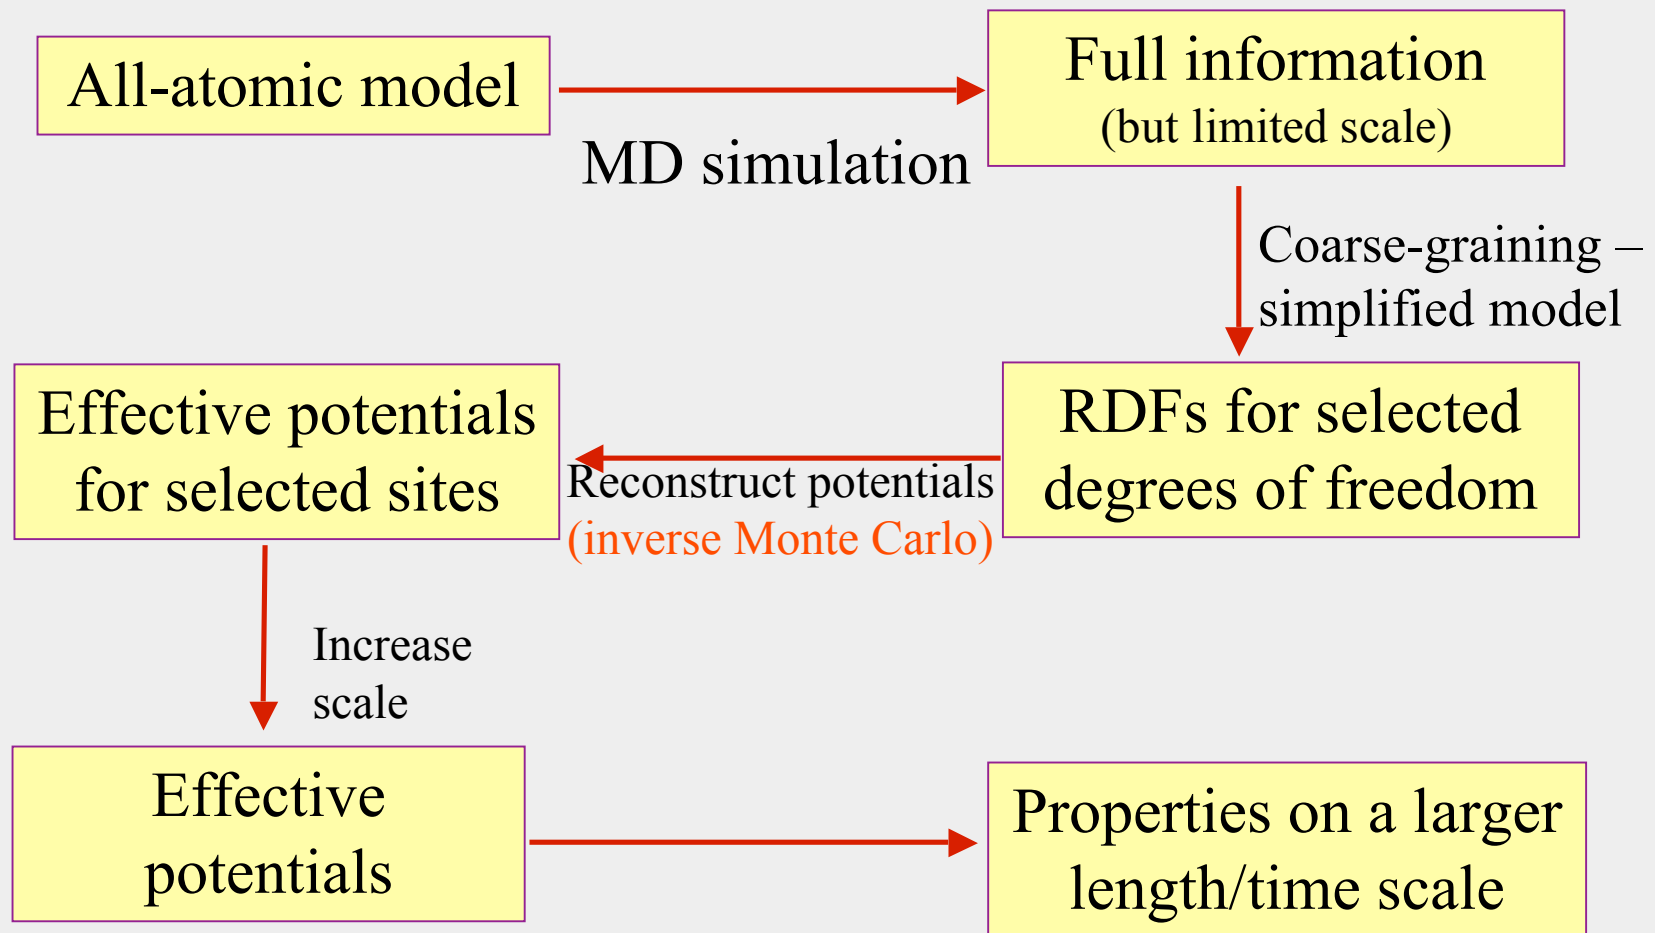 All-atomic model
MD simulation
Full information
(but limited scale)
Coarse-graining –
simplified model
RDFs for selected
degrees of freedom
Reconstruct potentials
(inverse Monte Carlo)
Effective potentials
for selected sites
Increase
scale
Effective
potentials
Properties on a larger
length/time scale